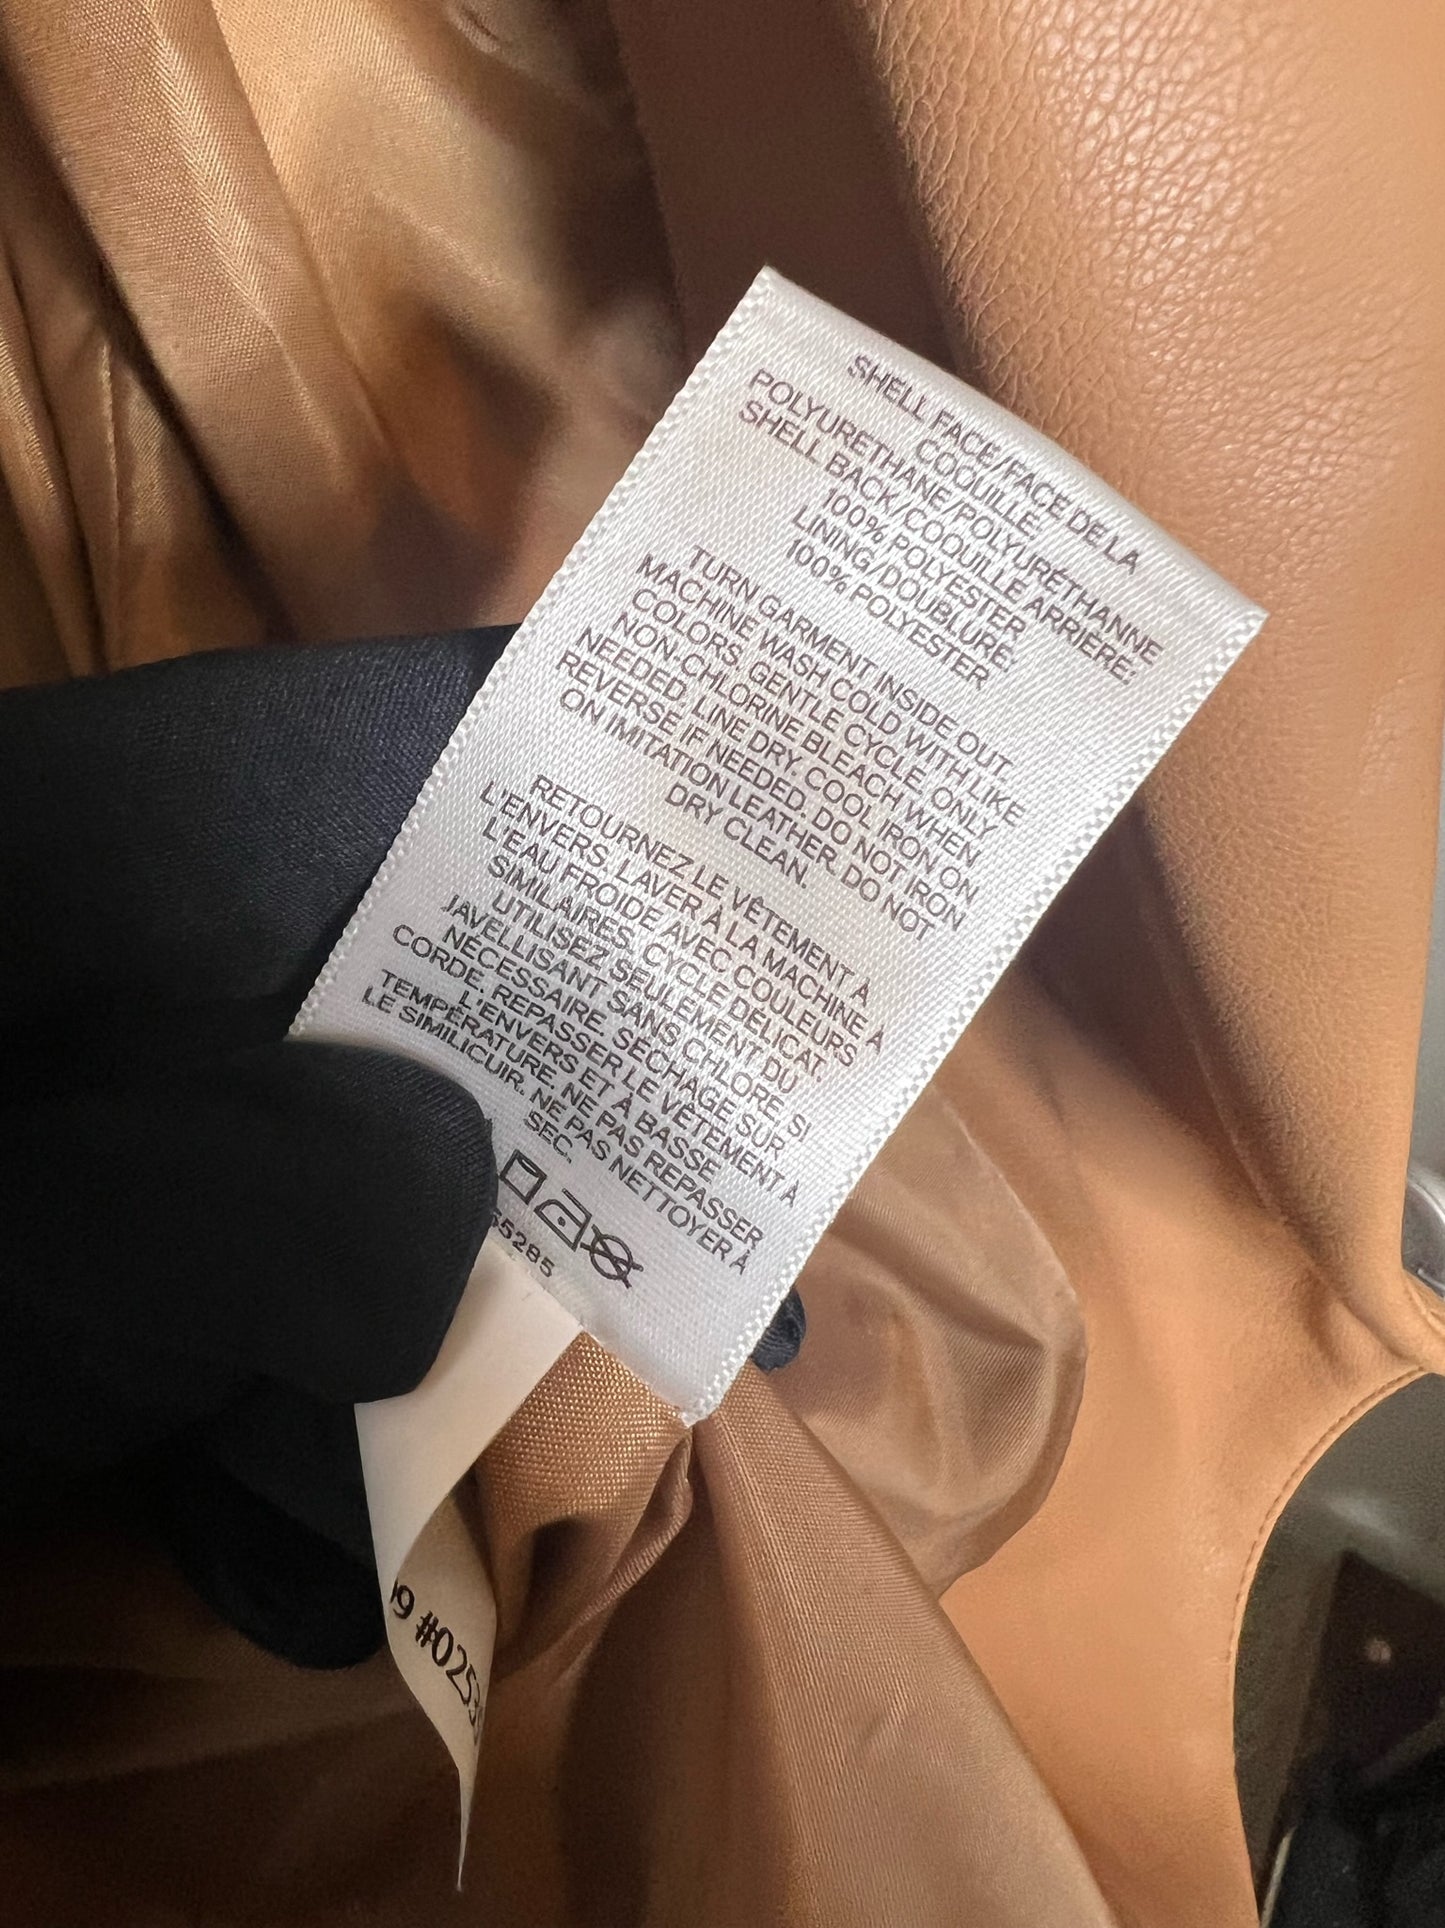 SHELL FACE/FACE DE LA
COQUILLE:
POLYURETHANE/POLYURÉTHANNE
SHELL BACK/COQUILLE ARRIÈRE:
100% POLYESTER
LINING/DOUBLURE:
100% POLYESTER
TURN GARMENT INSIDE OUT.
MACHINE WASH COLD WITH LIKE
COLORS. GENTLE CYCLE. ONLY
NON-CHLORINE BLEACH WHEN
NEEDED. LINE DRY. COOL IRON ON
REVERSE IF NEEDED. DO NOT IRON
ON IMITATION LEATHER. DO NOT
DRY CLEAN.
RETOURNEZ LE VÊTEMENT À
L'ENVERS. LAVER À LA MACHINE À
L'EAU FROIDE AVEC COULEURS
SIMILAIRES. CYCLE DÉLICAT.
UTILISEZ SEULEMENT DU
JAVELLISANT SANS CHLORE, SI
NÉCESSAIRE. SÉCHAGE SUR
CORDE. REPASSER LE VÊTEMENT À
L'ENVERS ET À BASSE
TEMPÉRATURE. NE PAS REPASSER
LE SIMILICUIR. NE PAS NETTOYER À
SEC.
55285
09 #0253